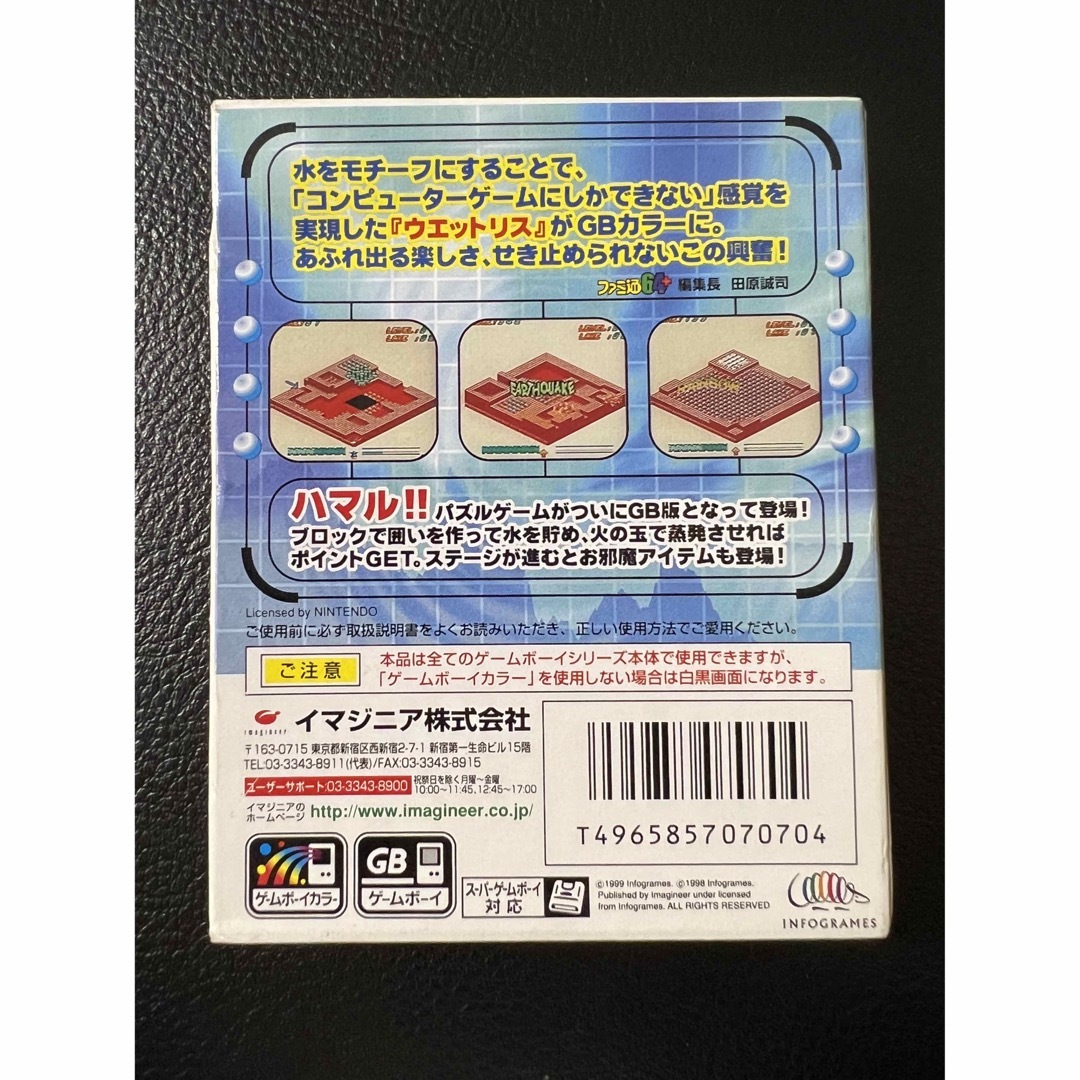 水をモチーフにすることで、
「コンピューターゲームにしかできない」感覚を
実現した『ウエットリス』がGBカラーに。
あふれ出る楽しさ、せき止められないこの興奮!
ファミ通64+ 編集長 田原誠司
EARTHQUAKE
ハマル!! パズルゲームがついにGB版となって登場!
ブロックで囲いを作って水を貯め、火の玉で蒸発させれば
ポイントGET。ステージが進むとお邪魔アイテムも登場!
Licensed by NINTENDO
ご使用前に必ず取扱説明書をよくお読みいただき、正しい使用方法でご愛用ください。
ご注意
本品は全てのゲームボーイシリーズ本体で使用できますが、
「ゲームボーイカラー」を使用しない場合は白黒画面になります。
imagineer イマジニア株式会社
〒163-0715 東京都新宿区西新宿2-7-1 新宿第一生命ビル15階
TEL:03-3343-8911(代表)/FAX:03-3343-8915
ユーザーサポート:03-3343-8900 祝祭日を除く月曜〜金曜
10:00〜11:45、12:45〜17:00
イマジニアの
ホームページ http://www.imagineer.co.jp/
T4965857070704
ゲームボーイカラー
GB
ゲームボーイ
スーパーゲームボーイ
対応
©1999 Infogrames. ©1998 Infogrames.
Published by Imagineer under licensed
from Infogrames. ALL RIGHTS RESERVED
INFOGRAMES